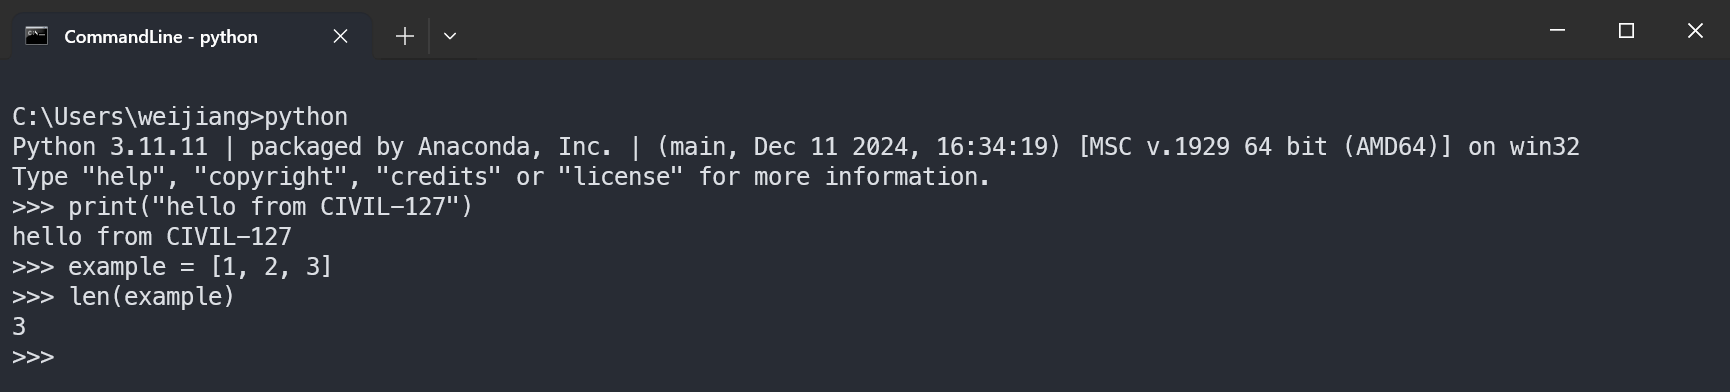 CommandLine - python
C:\Users\weijiang>python
Python 3.11.11 | packaged by Anaconda, Inc. | (main, Dec 11 2024, 16:34:19) [MSC v.1929 64 bit (AMD64)] on win32
Type "help", "copyright", "credits" or "license" for more information.
>>> print("hello from CIVIL-127")
hello from CIVIL-127
>>> example = [1, 2, 3]
>>> len(example)
3
>>>